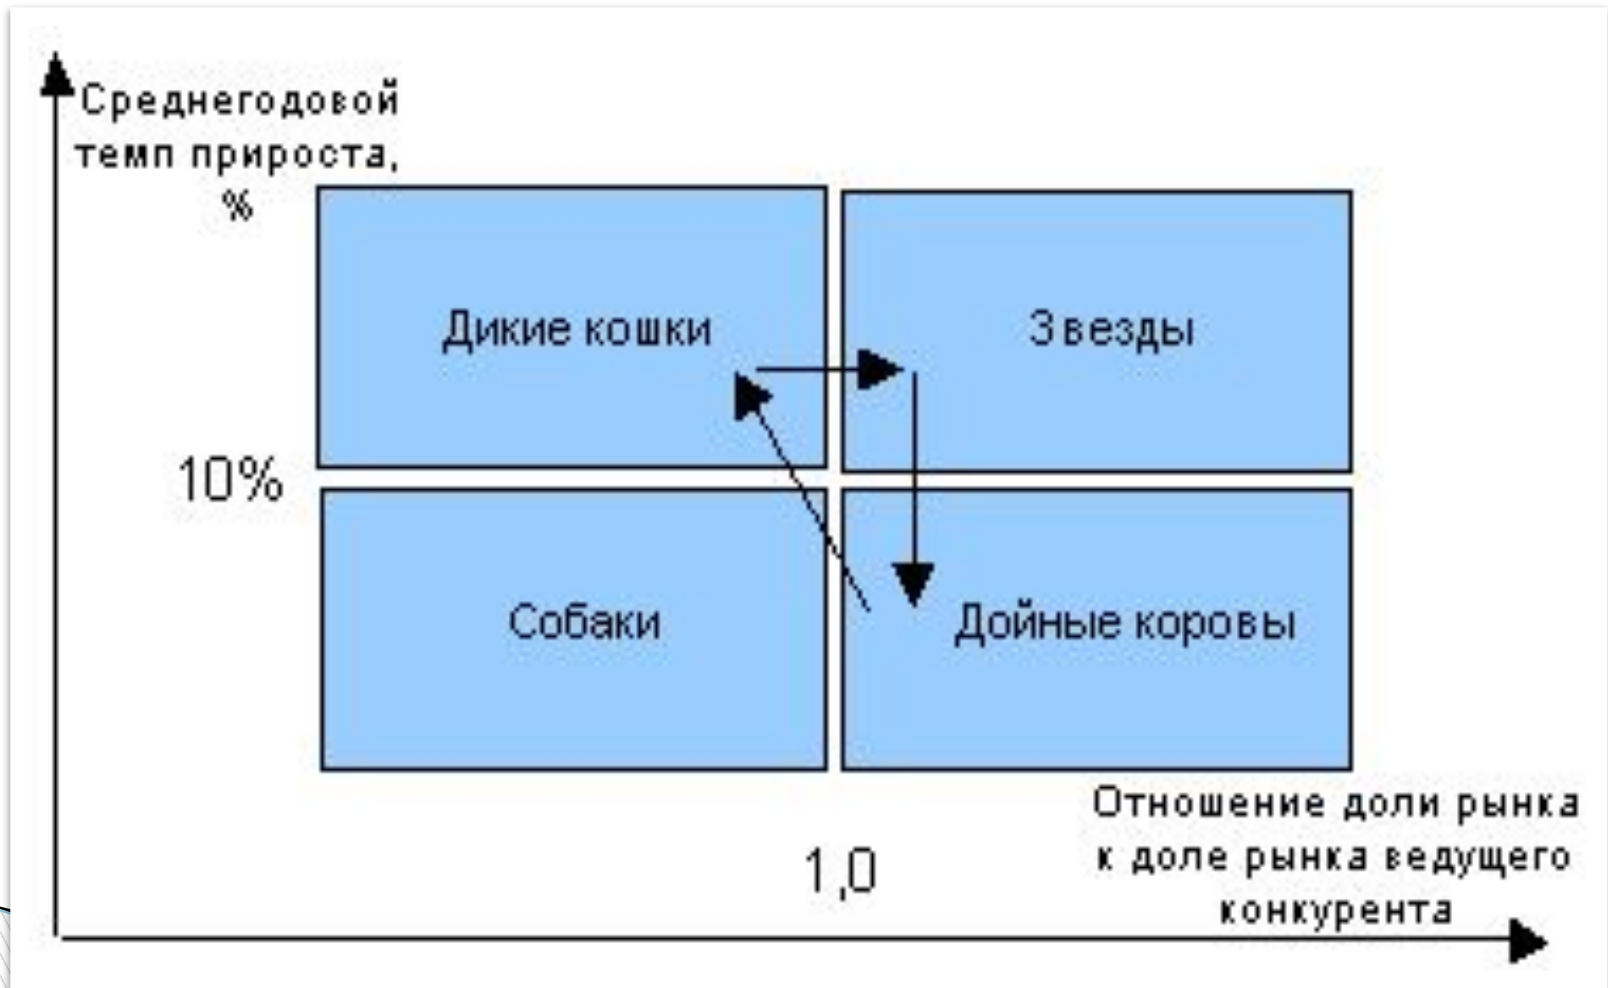 Среднегодовой
темп прироста,
%
Дикие кошки
Звезды
10%
Собаки
Дойные коровы
Отношение доли рынка
к доле рынка ведущего
конкурента
1,0